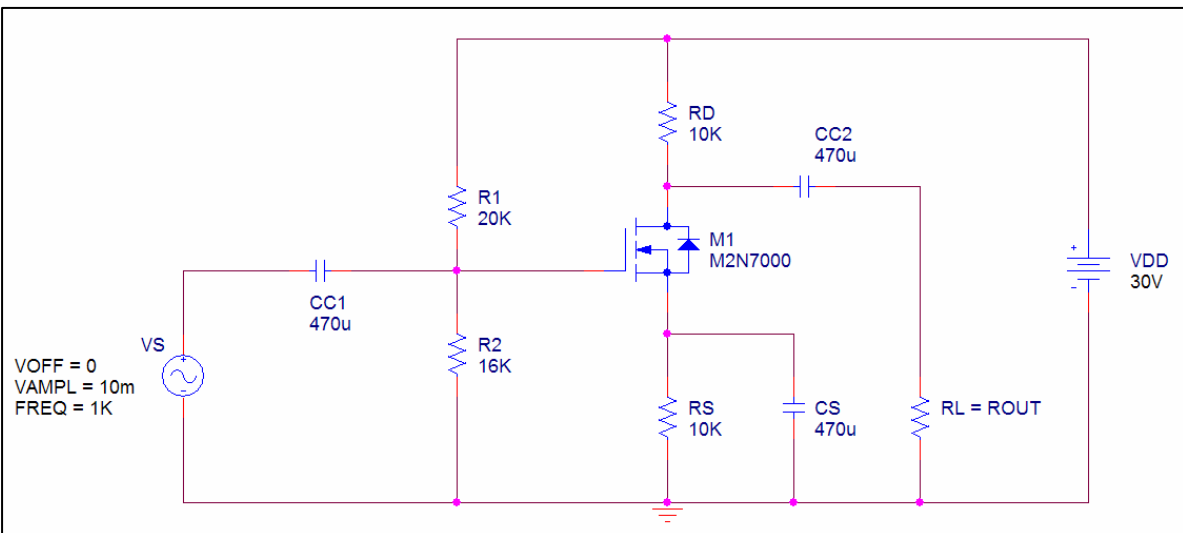 RD
10K
CC2
470u
R1
20K
M1
M2N7000
+
VDD
30V
-
CC1
470u
VS
+
-
VOFF = 0
VAMPL = 10m
FREQ = 1K
R2
16K
RS
10K
CS
470u
RL = ROUT